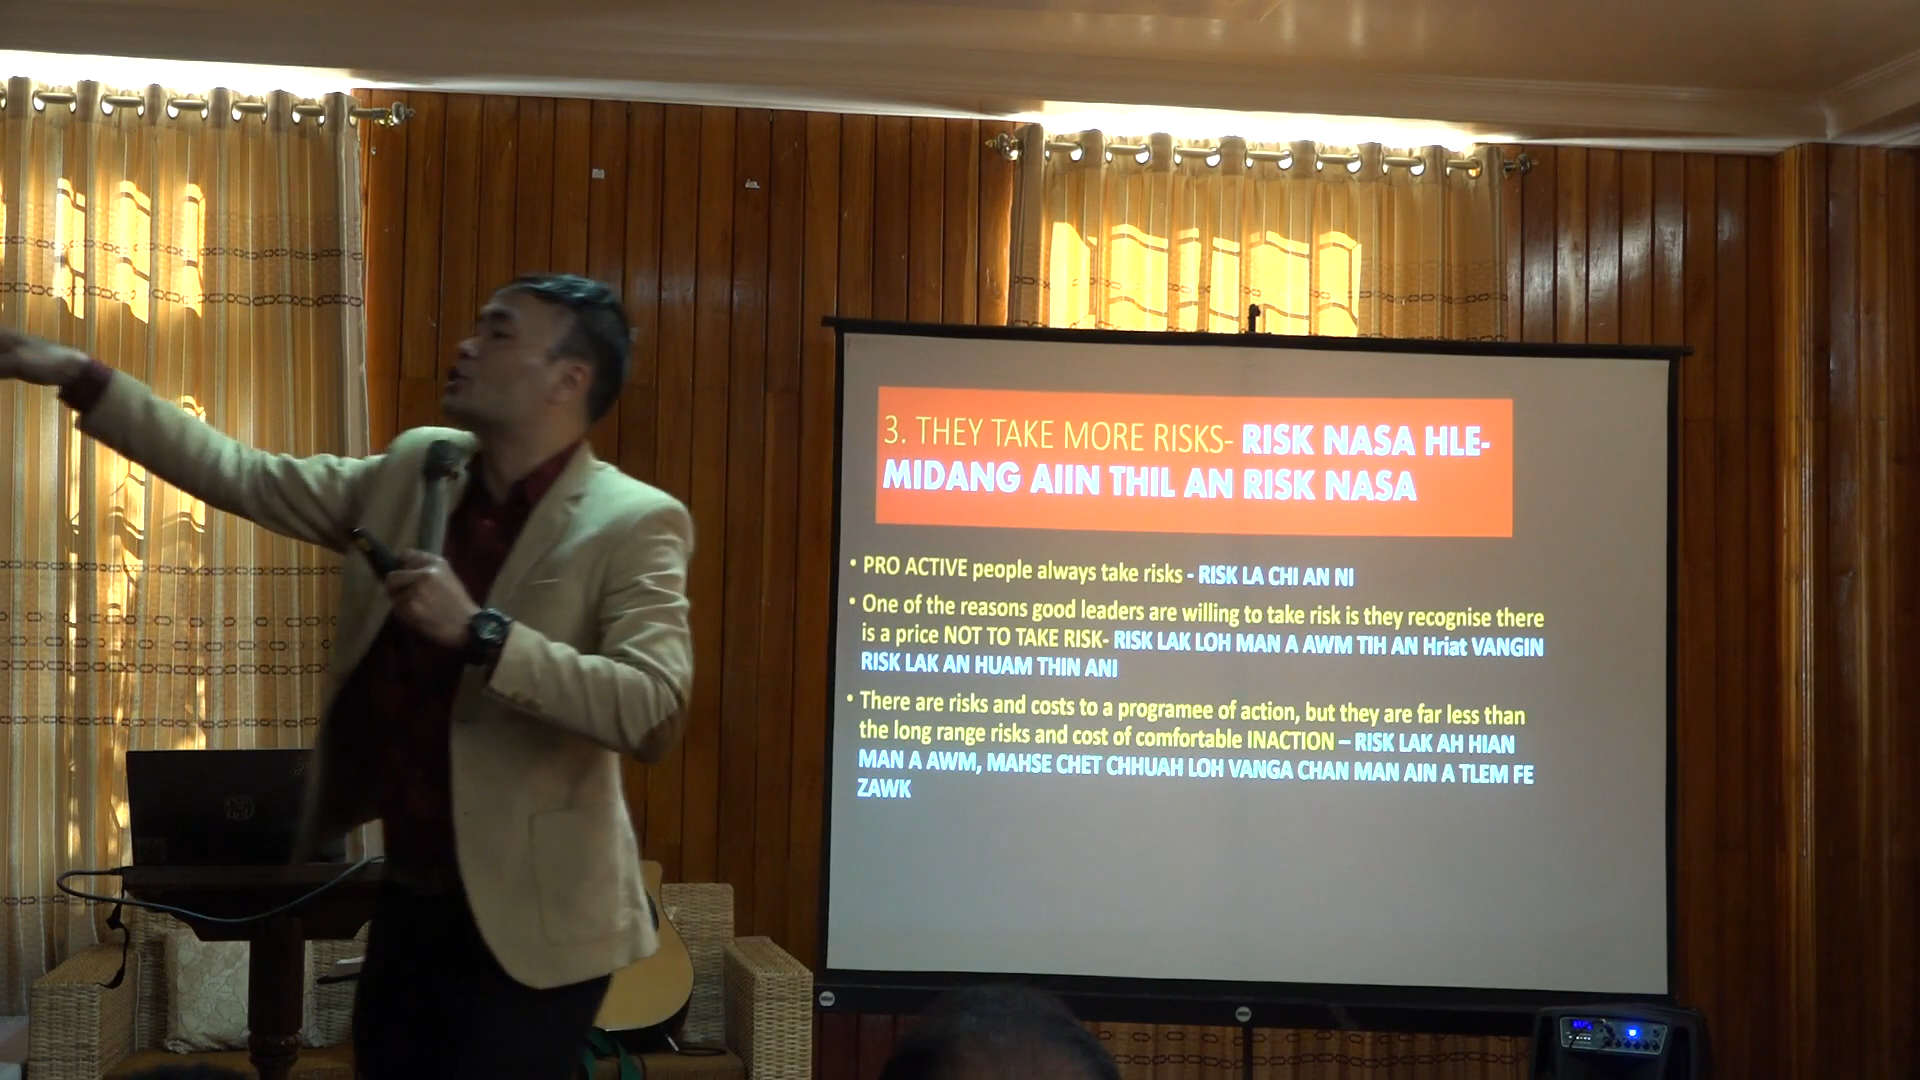 3. THEY TAKE MORE RISKS- RISK NASA HLE-
MIDANG AIIN THIL AN RISK NASA
• PRO ACTIVE people always take risks - RISK LA CHI AN NI
• One of the reasons good leaders are willing to take risk is they recognise there
is a price NOT TO TAKE RISK- RISK LAK LOH MAN A AWM TIH AN Hriat VANGIN
RISK LAK AN HUAM THIN ANI
• There are risks and costs to a programee of action, but they are far less than
the long range risks and cost of comfortable INACTION – RISK LAK AH HIAN
MAN A AWM, MAHSE CHET CHHUAH LOH VANGA CHAN MAN AIN A TLEM FE
ZAWK